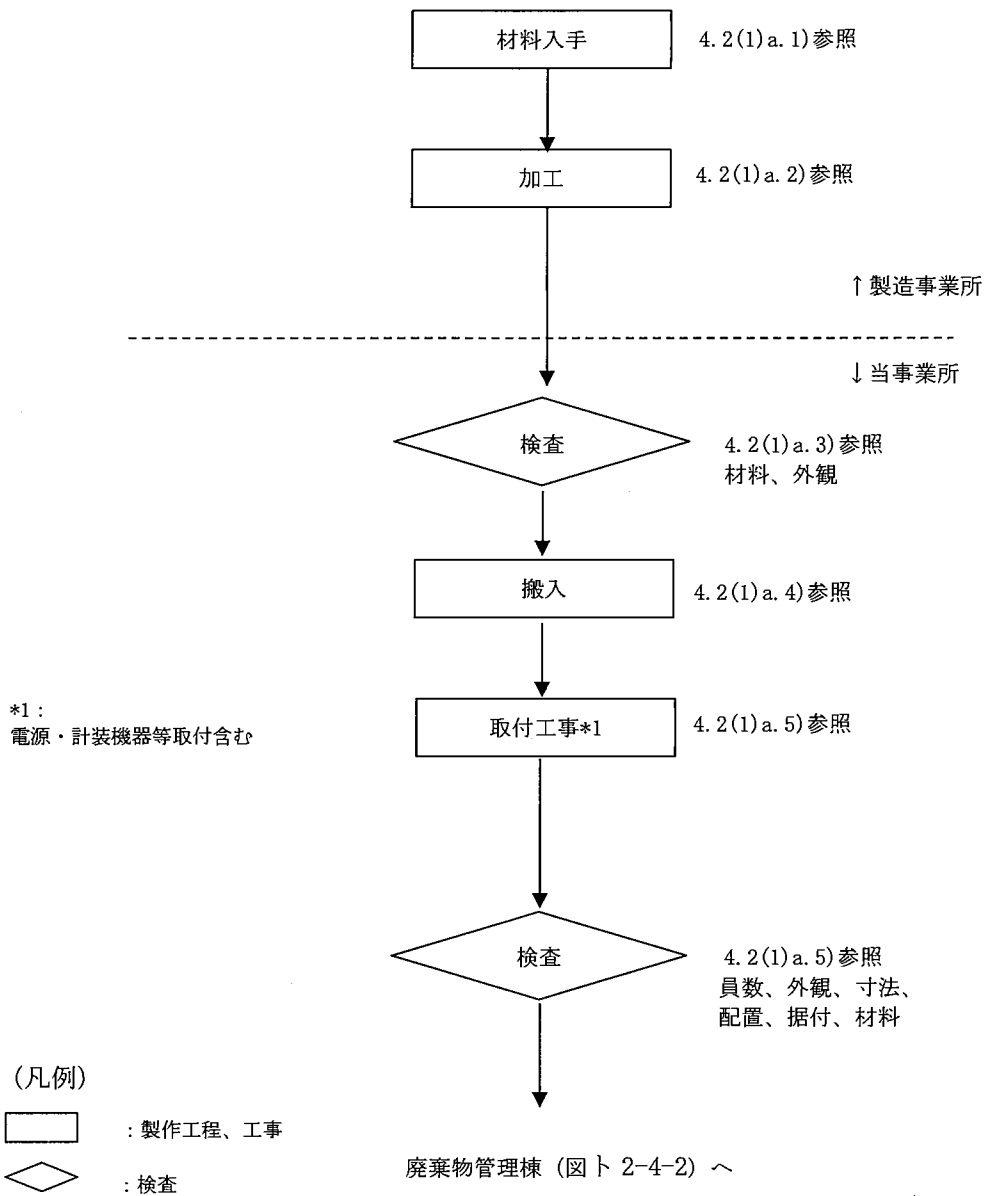 材料入手
4.2(1)a.1)参照
加工
4.2(1)a.2)参照
↑製造事業所
↓当事業所
検査
4.2(1)a.3)参照
材料、外観
搬入
4.2(1)a.4)参照
*1：
電源・計装機器等取付含む
取付工事*1
4.2(1)a.5)参照
検査
4.2(1)a.5)参照
員数、外観、寸法、
配置、据付、材料
(凡例)
：製作工程、工事
：検査
廃棄物管理棟 (図ト 2-4-2) へ